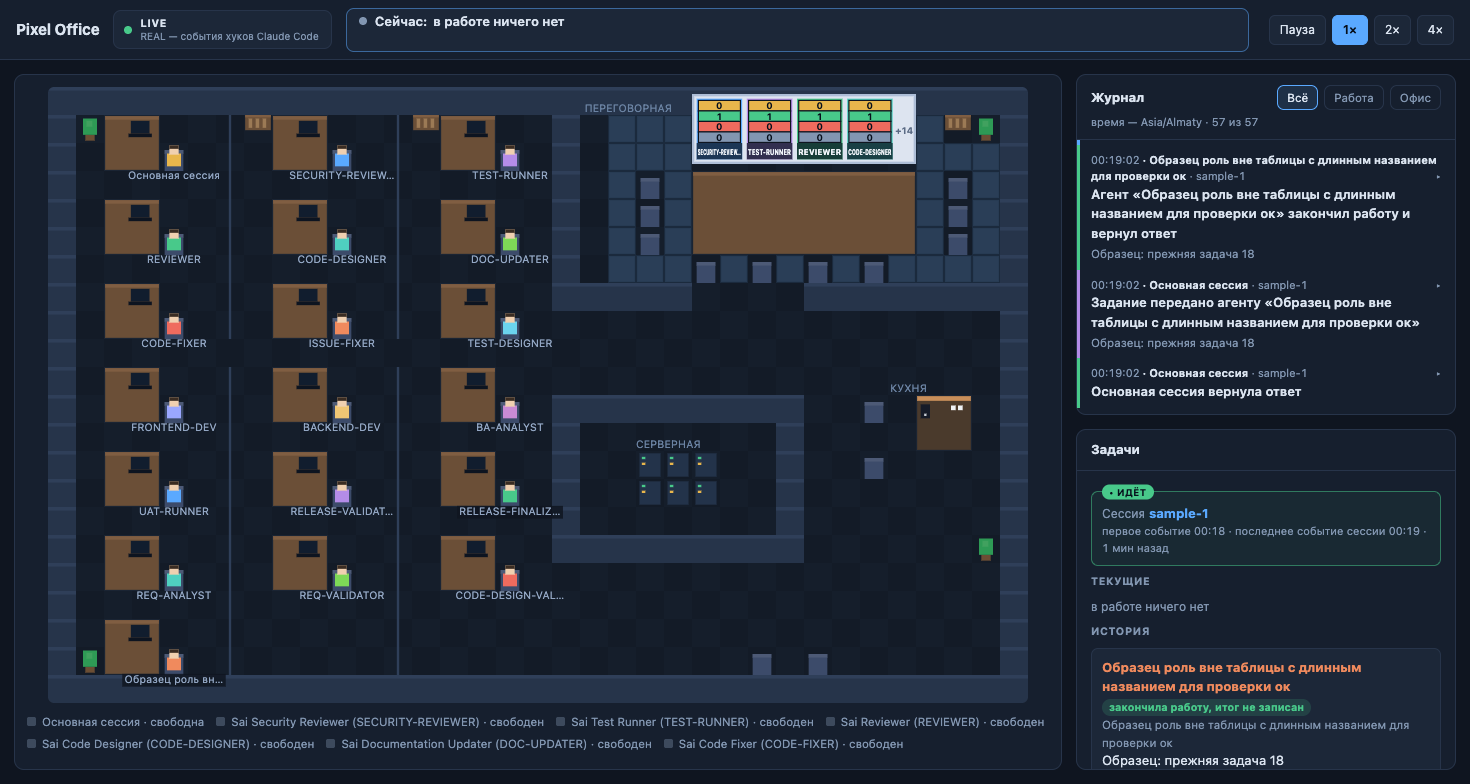 Pixel Office
LIVE
REAL — события хуков Claude Code
Сейчас: в работе ничего нет
Пауза
1×
2×
4×
ПЕРЕГОВОРНАЯ
0
1
0
0
SECURITY-REVIEW…
0
1
0
0
TEST-RUNNER
0
1
0
0
REVIEWER
0
1
0
0
CODE-DESIGNER
+14
Основная сессия
SECURITY-REVIEW…
TEST-RUNNER
REVIEWER
CODE-DESIGNER
DOC-UPDATER
CODE-FIXER
ISSUE-FIXER
TEST-DESIGNER
FRONTEND-DEV
BACKEND-DEV
BA-ANALYST
КУХНЯ
СЕРВЕРНАЯ
UAT-RUNNER
RELEASE-VALIDAT…
RELEASE-FINALIZ…
REQ-ANALYST
REQ-VALIDATOR
CODE-DESIGN-VAL…
Образец роль вн…
Основная сессия · свободна
Sai Security Reviewer (SECURITY-REVIEWER) · свободен
Sai Test Runner (TEST-RUNNER) · свободен
Sai Reviewer (REVIEWER) · свободен
Sai Code Designer (CODE-DESIGNER) · свободен
Sai Documentation Updater (DOC-UPDATER) · свободен
Sai Code Fixer (CODE-FIXER) · свободен
Журнал
Всё
Работа
Офис
время — Asia/Almaty · 57 из 57
00:19:02 · Образец роль вне таблицы с длинным названием
для проверки ок · sample-1
Агент «Образец роль вне таблицы с длинным
названием для проверки ок» закончил работу и
вернул ответ
Образец: прежняя задача 18
00:19:02 · Основная сессия · sample-1
Задание передано агенту «Образец роль вне
таблицы с длинным названием для проверки ок»
Образец: прежняя задача 18
00:19:02 · Основная сессия · sample-1
Основная сессия вернула ответ
Задачи
• ИДЁТ
Сессия sample-1
первое событие 00:18 · последнее событие сессии 00:19 ·
1 мин назад
ТЕКУЩИЕ
в работе ничего нет
ИСТОРИЯ
Образец роль вне таблицы с длинным
названием для проверки ок
закончила работу, итог не записан
Образец роль вне таблицы с длинным названием для
проверки ок
Образец: прежняя задача 18